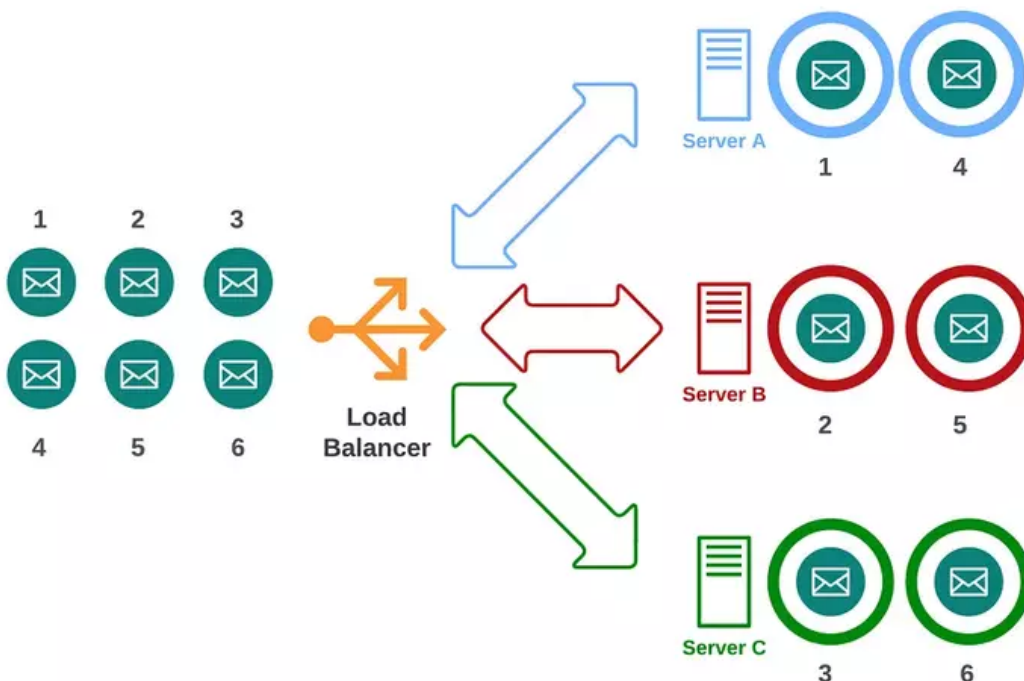 Server A
1 4
1 2 3
Load
Balancer
4 5 6
Server B
2 5
Server C
3 6